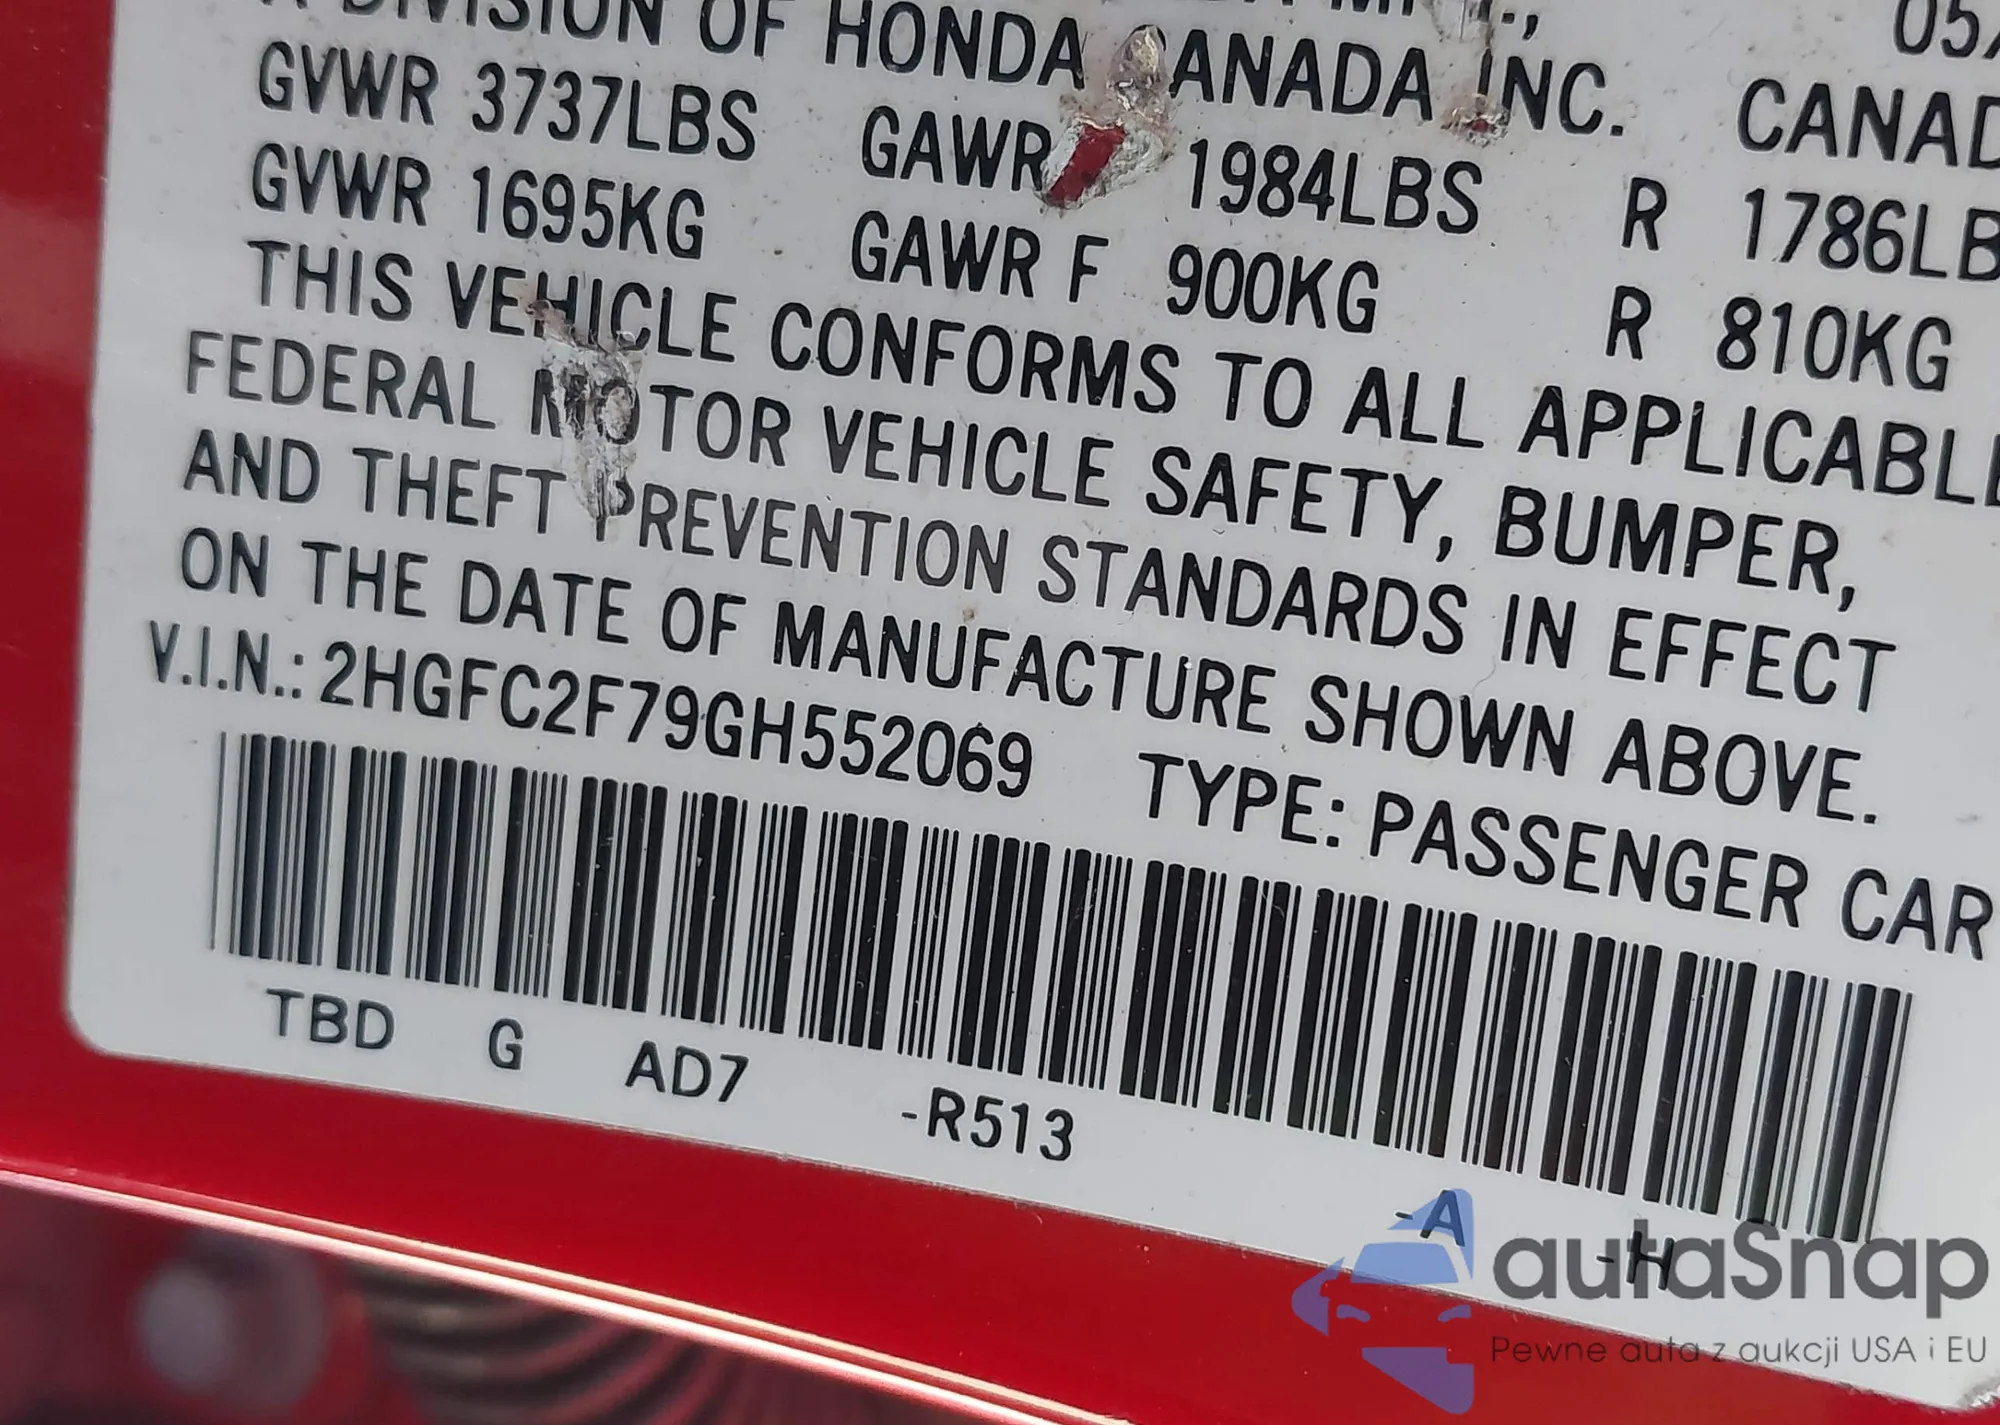 A DIVISION OF HONDA CANADA INC. CANAD
GVWR 3737LBS GAWR 1984LBS R 1786LB
GVWR 1695KG GAWR F 900KG R 810KG
THIS VEHICLE CONFORMS TO ALL APPLICABLE
FEDERAL MOTOR VEHICLE SAFETY, BUMPER,
AND THEFT PREVENTION STANDARDS IN EFFECT
ON THE DATE OF MANUFACTURE SHOWN ABOVE.
V.I.N.: 2HGFC2F79GH552069 TYPE: PASSENGER CAR
TBD G AD7 -R513 -A -H
autaSnap
Pewne auta z aukcji USA i EU